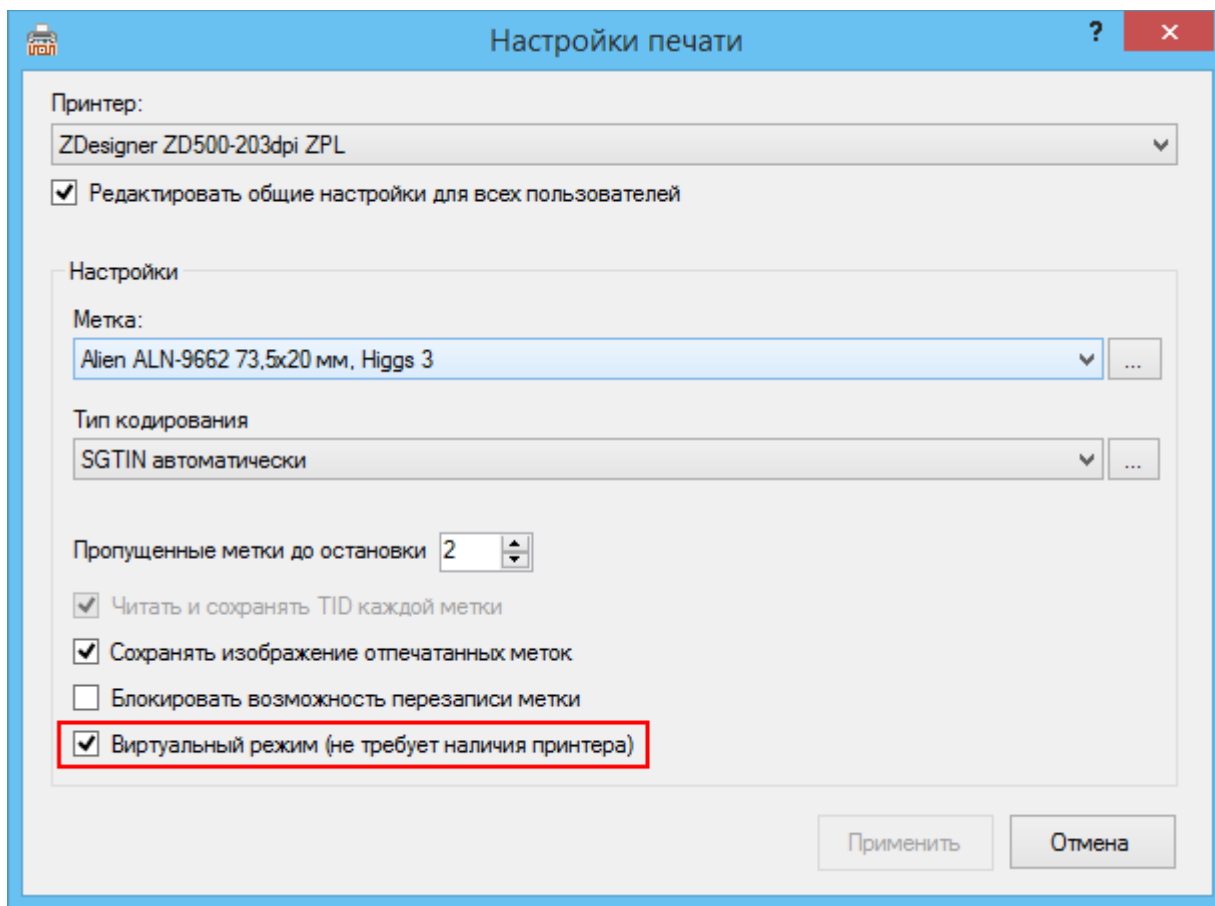 Настройки печати
?
Принтер:
ZDesigner ZD500-203dpi ZPL
Редактировать общие настройки для всех пользователей
Настройки
Метка:
Alien ALN-9662 73,5x20 мм, Higgs 3
...
Тип кодирования
SGTIN автоматически
...
Пропущенные метки до остановки 2
Читать и сохранять TID каждой метки
Сохранять изображение отпечатанных меток
Блокировать возможность перезаписи метки
Виртуальный режим (не требует наличия принтера)
Применить Отмена